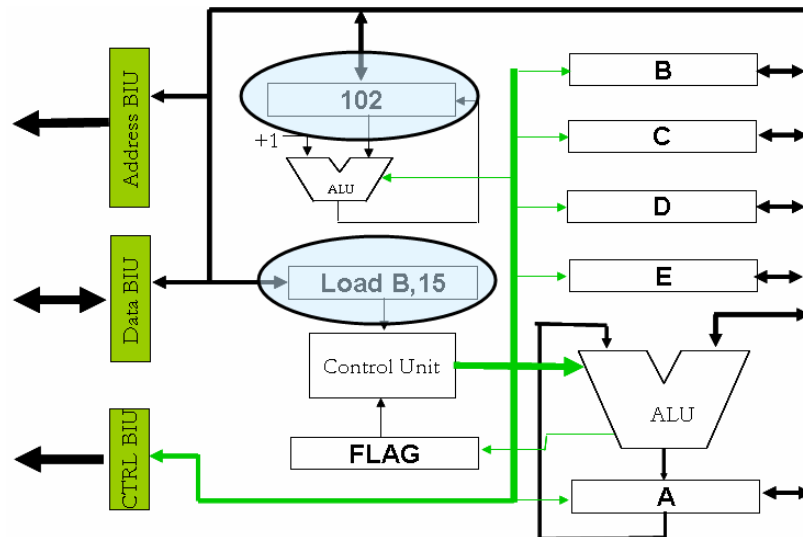 Address BIU
102
+1
ALU
B
C
D
E
Data BIU
Load B,15
Control Unit
ALU
FLAG
CTRL BIU
A